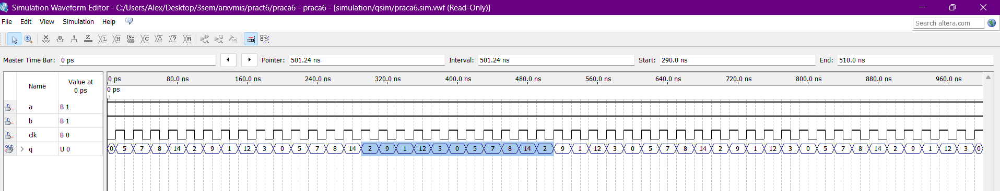 Simulation Waveform Editor - C:/Users/Alex/Desktop/3sem/arxvmis/pract6/praca6 - praca6 - [simulation/qsim/praca6.sim.vwf (Read-Only)]
File Edit View Simulation Help Search altera.com
Master Time Bar: 0 ps Pointer: 501.24 ns Interval: 501.24 ns Start: 290.0 ns End: 510.0 ns
Name Value at 0 ps 0 ps 80.0 ns 160.0 ns 240.0 ns 320.0 ns 400.0 ns 480.0 ns 560.0 ns 640.0 ns 720.0 ns 800.0 ns 880.0 ns 960.0 ns
0 ps
in a B 1
in b B 1
in clk B 0
out q U 0 0 5 7 8 14 2 9 1 12 3 0 5 7 8 14 2 9 1 12 3 0 5 7 8 14 2 9 1 12 3 0 5 7 8 14 2 9 1 12 3 0 5 7 8 14 2 9 1 12 3 0